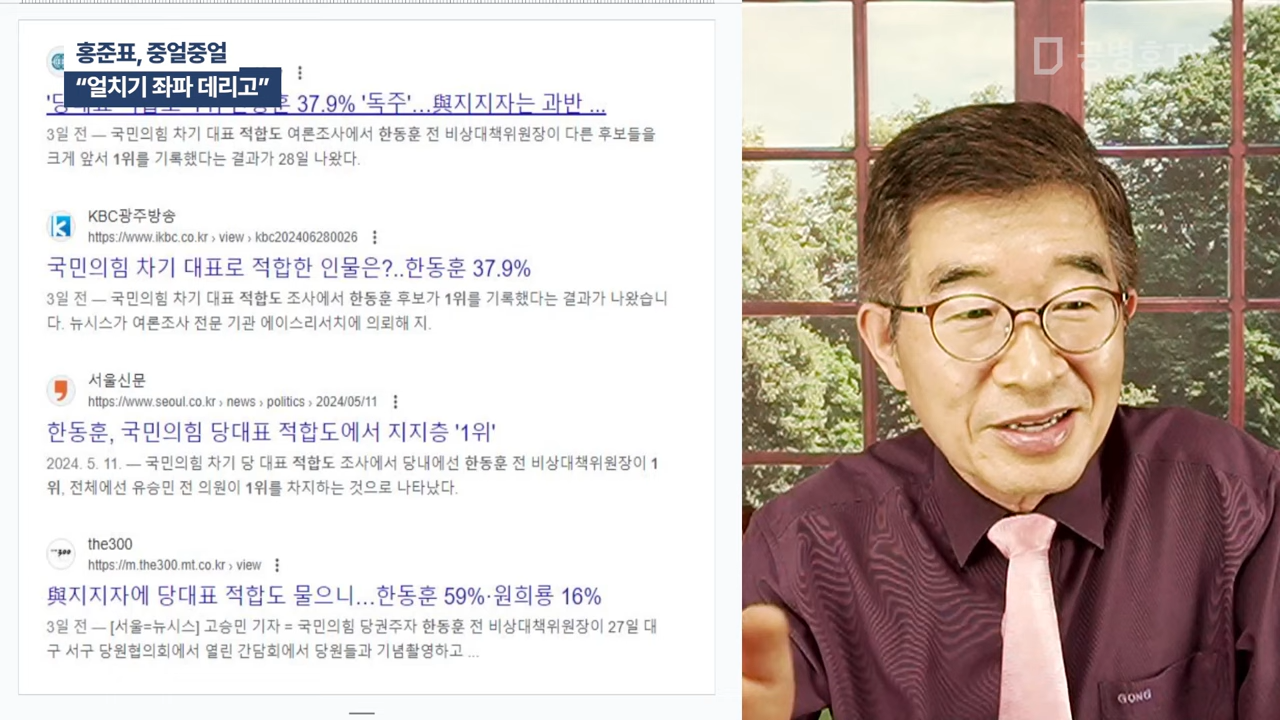 홍준표, 중얼중얼
“얼치기 좌파 데리고”
37.9% '독주'...與지지자는 과반 ...
3일 전 — 국민의힘 차기 대표 적합도 여론조사에서 한동훈 전 비상대책위원장이 다른 후보들을
크게 앞서 1위를 기록했다는 결과가 28일 나왔다.
KBC광주방송
https://www.ikbc.co.kr › view › kbc202406280026
국민의힘 차기 대표로 적합한 인물은?..한동훈 37.9%
3일 전 — 국민의힘 차기 대표 적합도 조사에서 한동훈 후보가 1위를 기록했다는 결과가 나왔습니
다. 뉴시스가 여론조사 전문 기관 에이스리서치에 의뢰해 지.
서울신문
https://www.seoul.co.kr › news › politics › 2024/05/11
한동훈, 국민의힘 당대표 적합도에서 지지층 '1위'
2024. 5. 11. — 국민의힘 차기 당 대표 적합도 조사에서 당내에선 한동훈 전 비상대책위원장이 1
위, 전체에선 유승민 전 의원이 1위를 차지하는 것으로 나타났다.
the300
https://m.the300.mt.co.kr › view
與지지자에 당대표 적합도 물으니...한동훈 59%·원희룡 16%
3일 전 — [서울=뉴시스] 고승민 기자 = 국민의힘 당권주자 한동훈 전 비상대책위원장이 27일 대
구 서구 당원협의회에서 열린 간담회에서 당원들과 기념촬영하고 ...
공병호
GONG